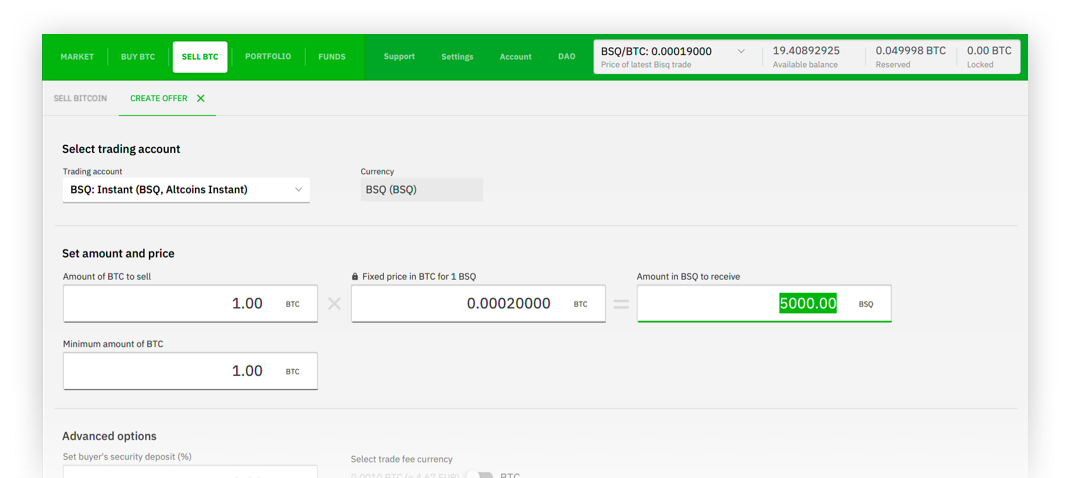 MARKET BUY BTC SELL BTC PORTFOLIO FUNDS Support Settings Account DAO BSQ/BTC: 0.00019000 19.40892925 0.049998 BTC 0.00 BTC
Price of latest Bisq trade Available balance Reserved Locked
SELL BITCOIN CREATE OFFER
Select trading account
Trading account Currency
BSQ: Instant (BSQ, Altcoins Instant) BSQ (BSQ)
Set amount and price
Amount of BTC to sell Fixed price in BTC for 1 BSQ Amount in BSQ to receive
1.00 BTC 0.00020000 BTC 5000.00 BSQ
Minimum amount of BTC
1.00 BTC
Advanced options
Set buyer's security deposit (%) Select trade fee currency
BTC